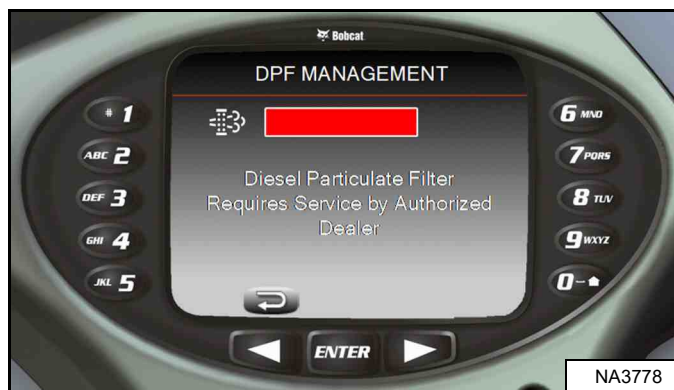 Bobcat
DPF MANAGEMENT
Diesel Particulate Filter
Requires Service by Authorized
Dealer
# 1
ABC 2
DEF 3
GHI 4
JKL 5
6 MNO
7 PQRS
8 TUV
9 WXYZ
0
ENTER
NA3778